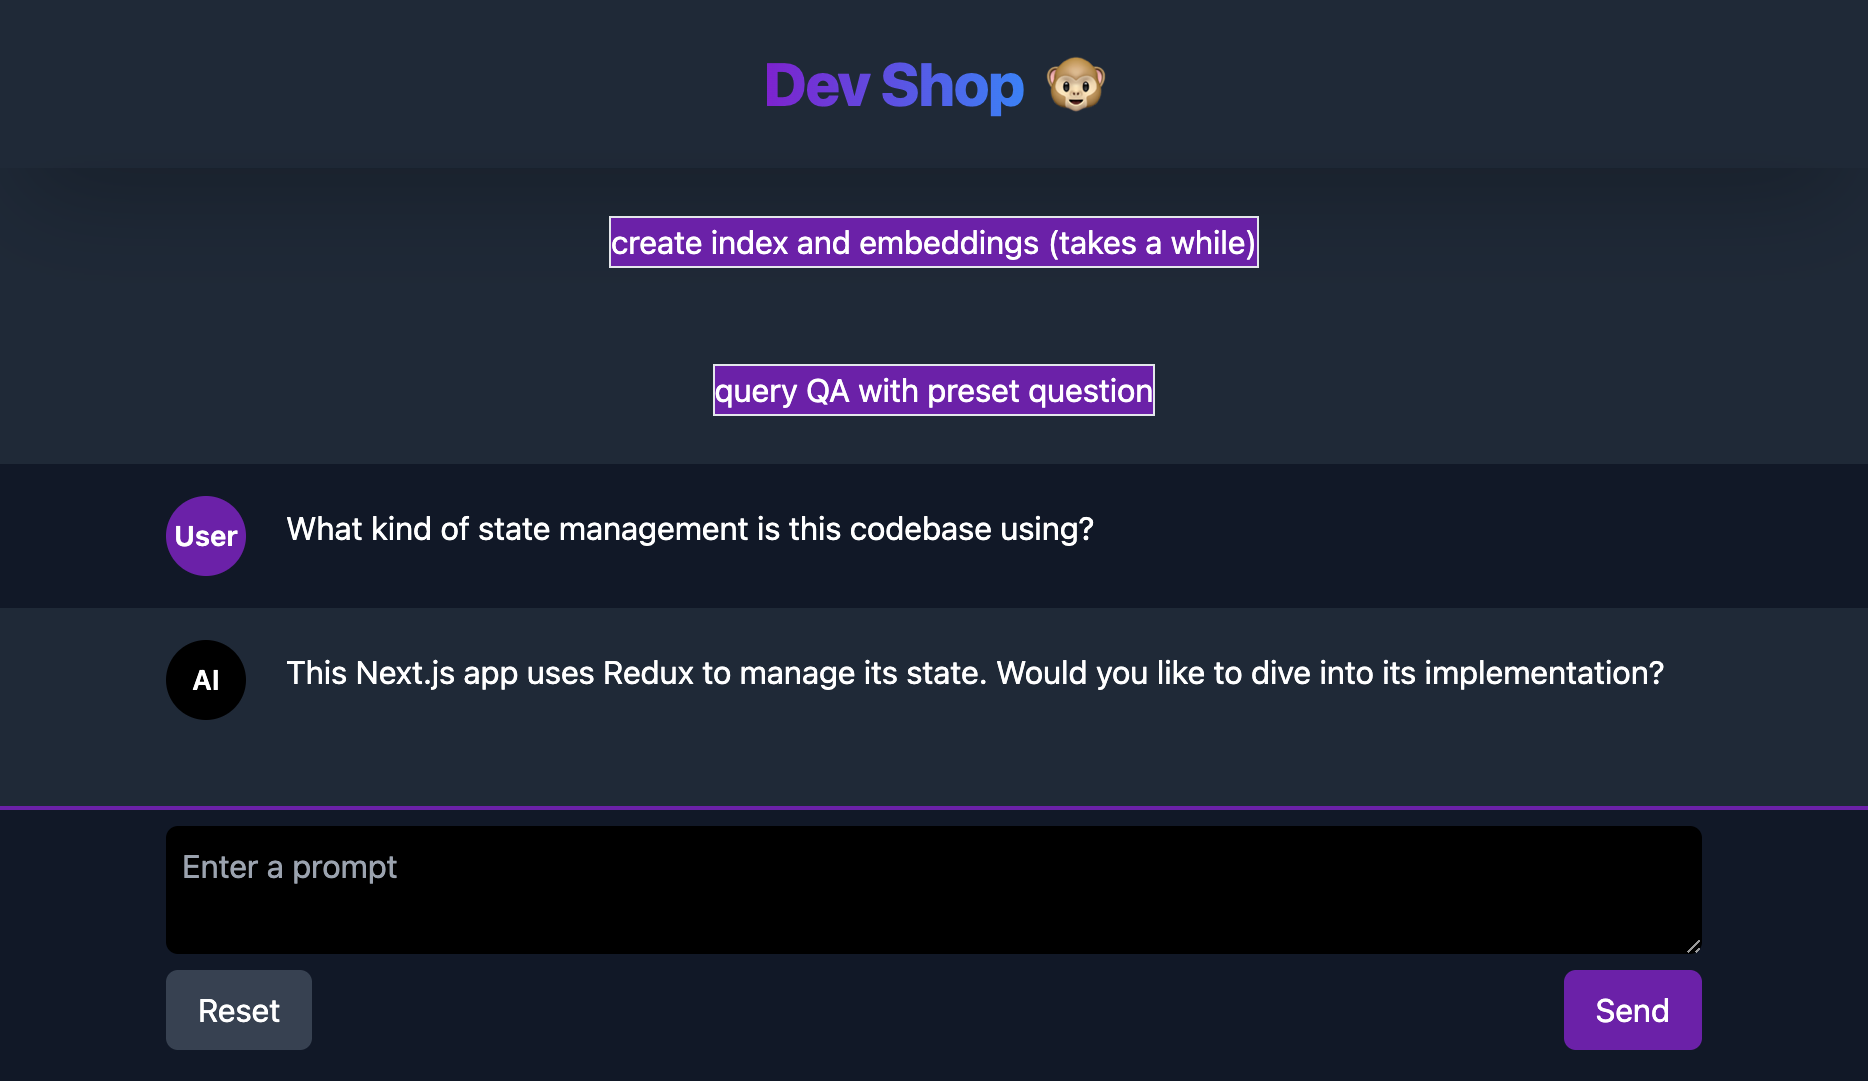 Dev Shop 🐵
create index and embeddings (takes a while)
query QA with preset question
User
What kind of state management is this codebase using?
AI
This Next.js app uses Redux to manage its state. Would you like to dive into its implementation?
Enter a prompt
Reset
Send